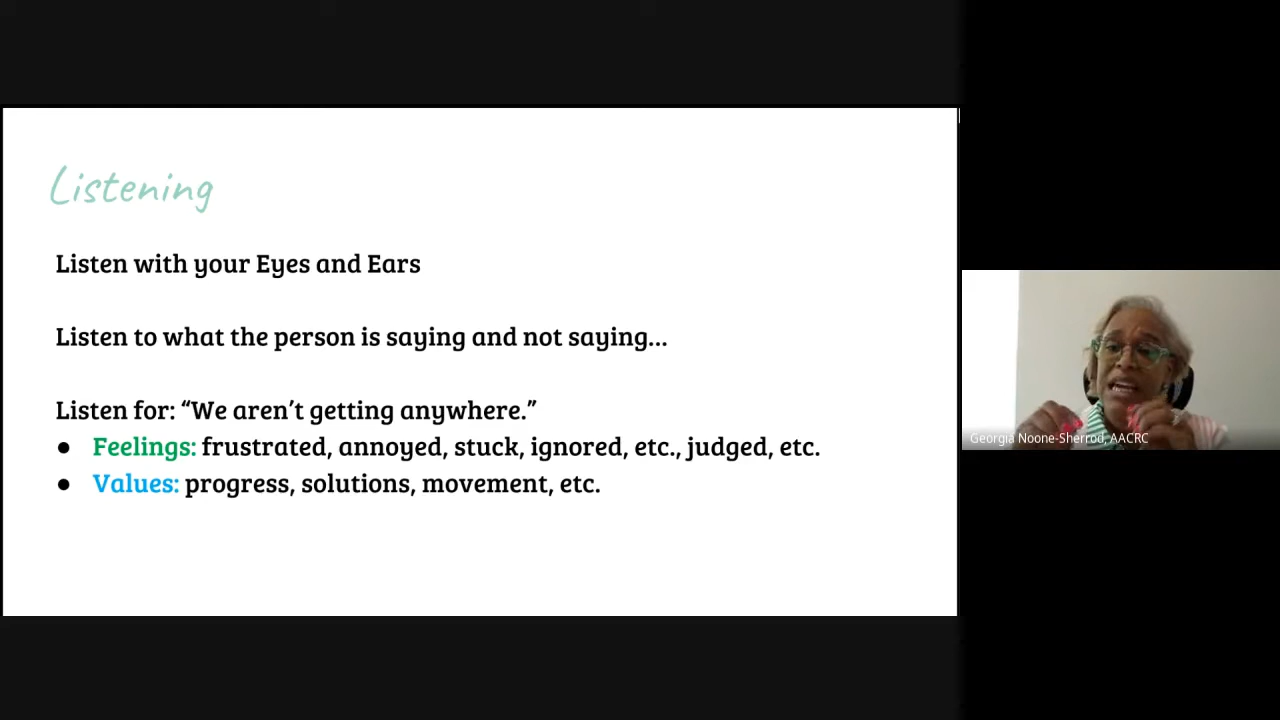 Listening
Listen with your Eyes and Ears
Listen to what the person is saying and not saying...
Listen for: “We aren’t getting anywhere.”
● Feelings: frustrated, annoyed, stuck, ignored, etc., judged, etc.
● Values: progress, solutions, movement, etc.
Georgia Noone-Sherrod, AACRC